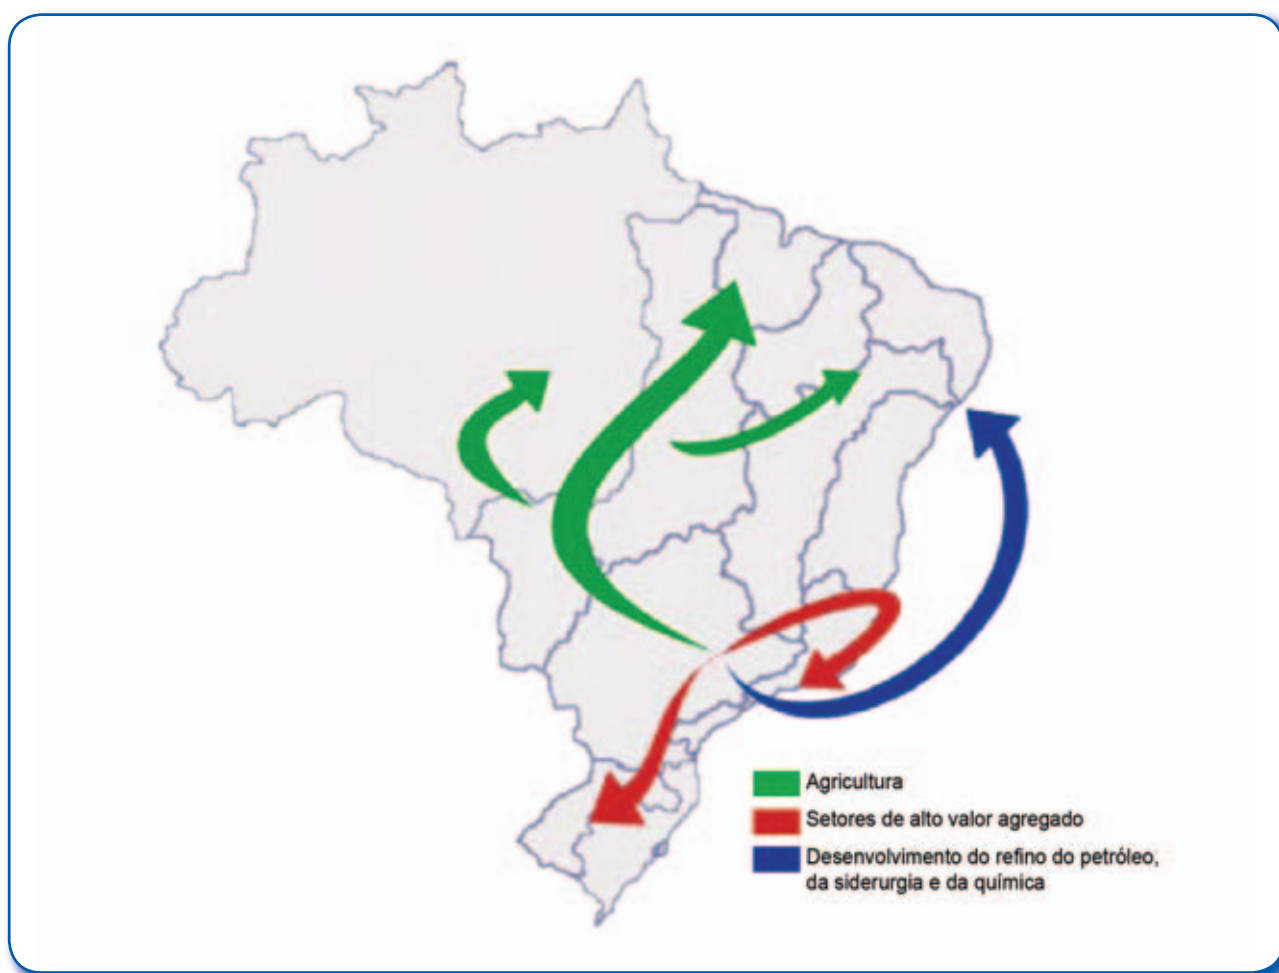 Agricultura
Setores de alto valor agregado
Desenvolvimento do refino do petróleo,
da siderurgia e da química